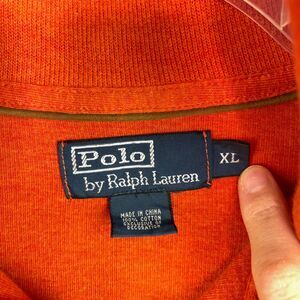 Polo
by Ralph Lauren
XL
MADE IN CHINA
100% COTTON
EXCLUSIVE OF
DECORATION